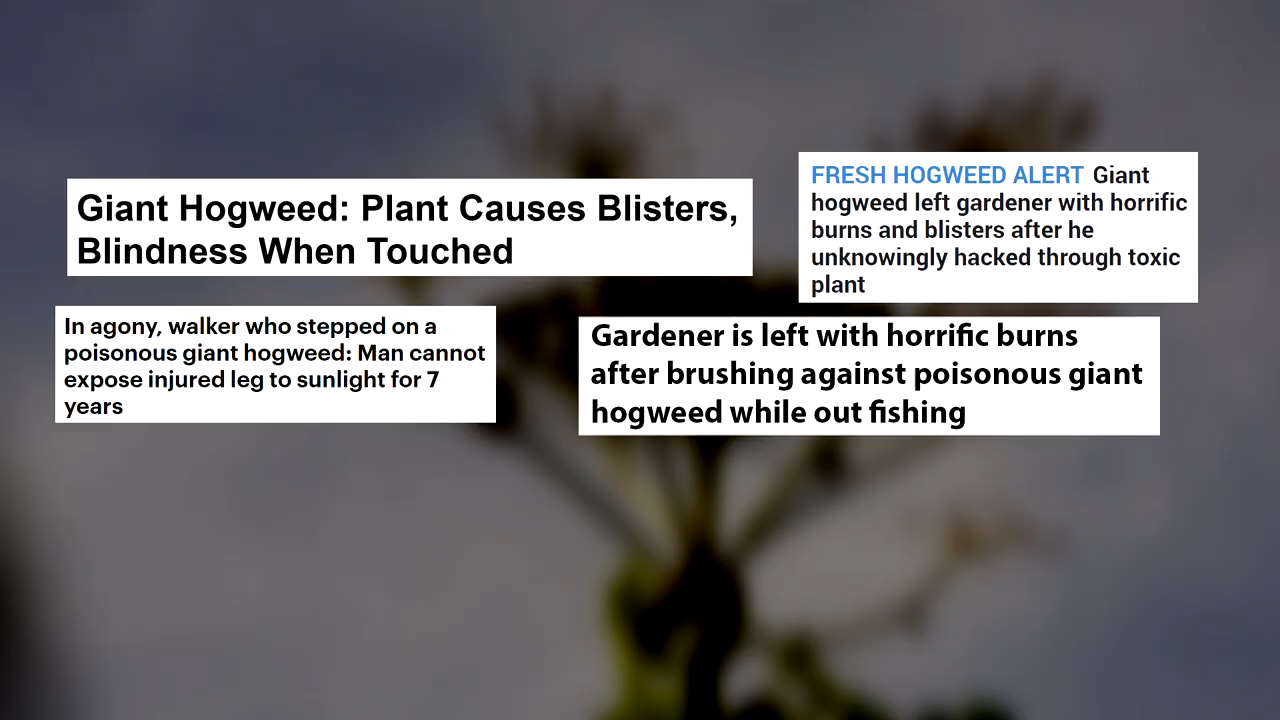 Giant Hogweed: Plant Causes Blisters,
Blindness When Touched
FRESH HOGWEED ALERT Giant
hogweed left gardener with horrific
burns and blisters after he
unknowingly hacked through toxic
plant
In agony, walker who stepped on a
poisonous giant hogweed: Man cannot
expose injured leg to sunlight for 7
years
Gardener is left with horrific burns
after brushing against poisonous giant
hogweed while out fishing